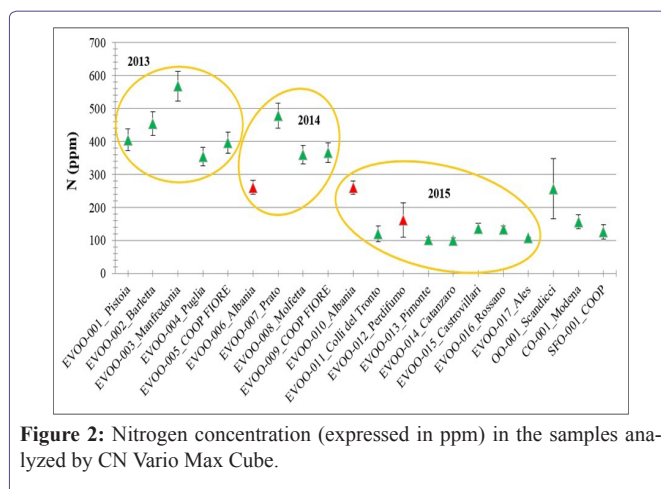 700
600
500
400
300
200
100
0
N (ppm)
2013
2014
2015
EVOO-001_Pistoia
EVOO-002_Barletta
EVOO-003_Manfredonia
EVOO-004_Puglia
EVOO-005_COOP FIORE
EVOO-006_Albania
EVOO-007_Prato
EVOO-008_Molfetta
EVOO-009_COOP FIORE
EVOO-010_Albania
EVOO-011_Colli del Tronto
EVOO-012_Perdifumo
EVOO-013_Pimonte
EVOO-014_Catanzaro
EVOO-015_Castrovillari
EVOO-016_Rossano
EVOO-017_Ales
OO-001_Scandicci
CO-001_Modena
SFO-001_COOP
Figure 2: Nitrogen concentration (expressed in ppm) in the samples ana-
lyzed by CN Vario Max Cube.